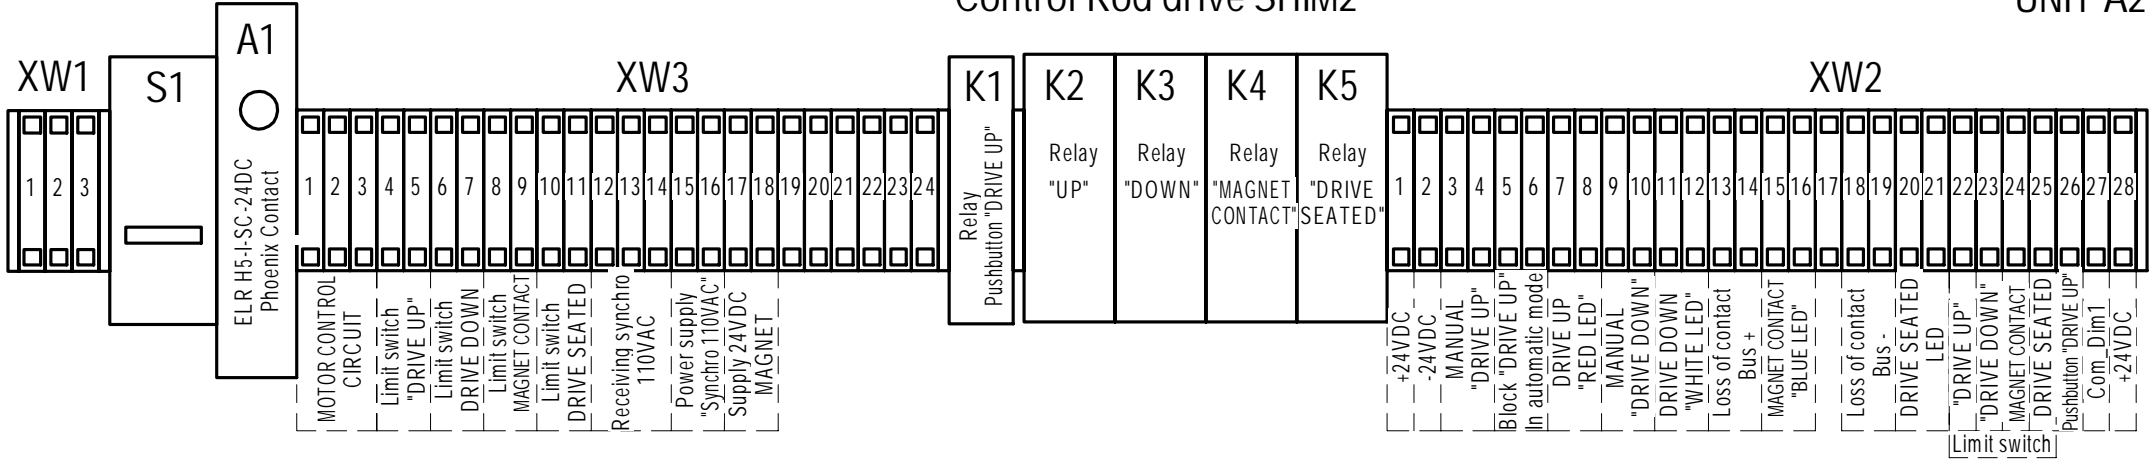 Control Rod drive SHIM2
UNIT A2
XW1
S1
A1
XW3
K1
K2
K3
K4
K5
XW2
1 2 3
ELR H5-I-SC-24DC
Phoenix Contact
1 2 3 4 5 6 7 8 9 10 11 12 13 14 15 16 17 18 19 20 21 22 23 24
Relay
Pushbutton "DRIVE UP"
Relay
"UP"
Relay
"DOWN"
Relay
"MAGNET
CONTACT"
Relay
"DRIVE
SEATED"
1 2 3 4 5 6 7 8 9 10 11 12 13 14 15 16 17 18 19 20 21 22 23 24 25 26 27 28
MOTOR CONTROL
CIRCUIT
Limit switch
"DRIVE UP"
Limit switch
DRIVE DOWN
Limit switch
MAGNET CONTACT
Limit switch
DRIVE SEATED
Receiving synchro
110VAC
Power supply
"Synchro 110VAC"
Supply 24VDC
MAGNET
+24VDC
-24VDC
MANUAL
"DRIVE UP"
Block "DRIVE UP"
In automatic mode
DRIVE UP
"RED LED"
MANUAL
"DRIVE DOWN"
DRIVE DOWN
"WHITE LED"
Loss of contact
Bus +
MAGNET CONTACT
"BLUE LED"
Loss of contact
Bus -
DRIVE SEATED
LED
"DRIVE UP"
"DRIVE DOWN"
MAGNET CONTACT
DRIVE SEATED
Pushbutton "DRIVE UP"
Com_Dim1
+24VDC
Limit switch